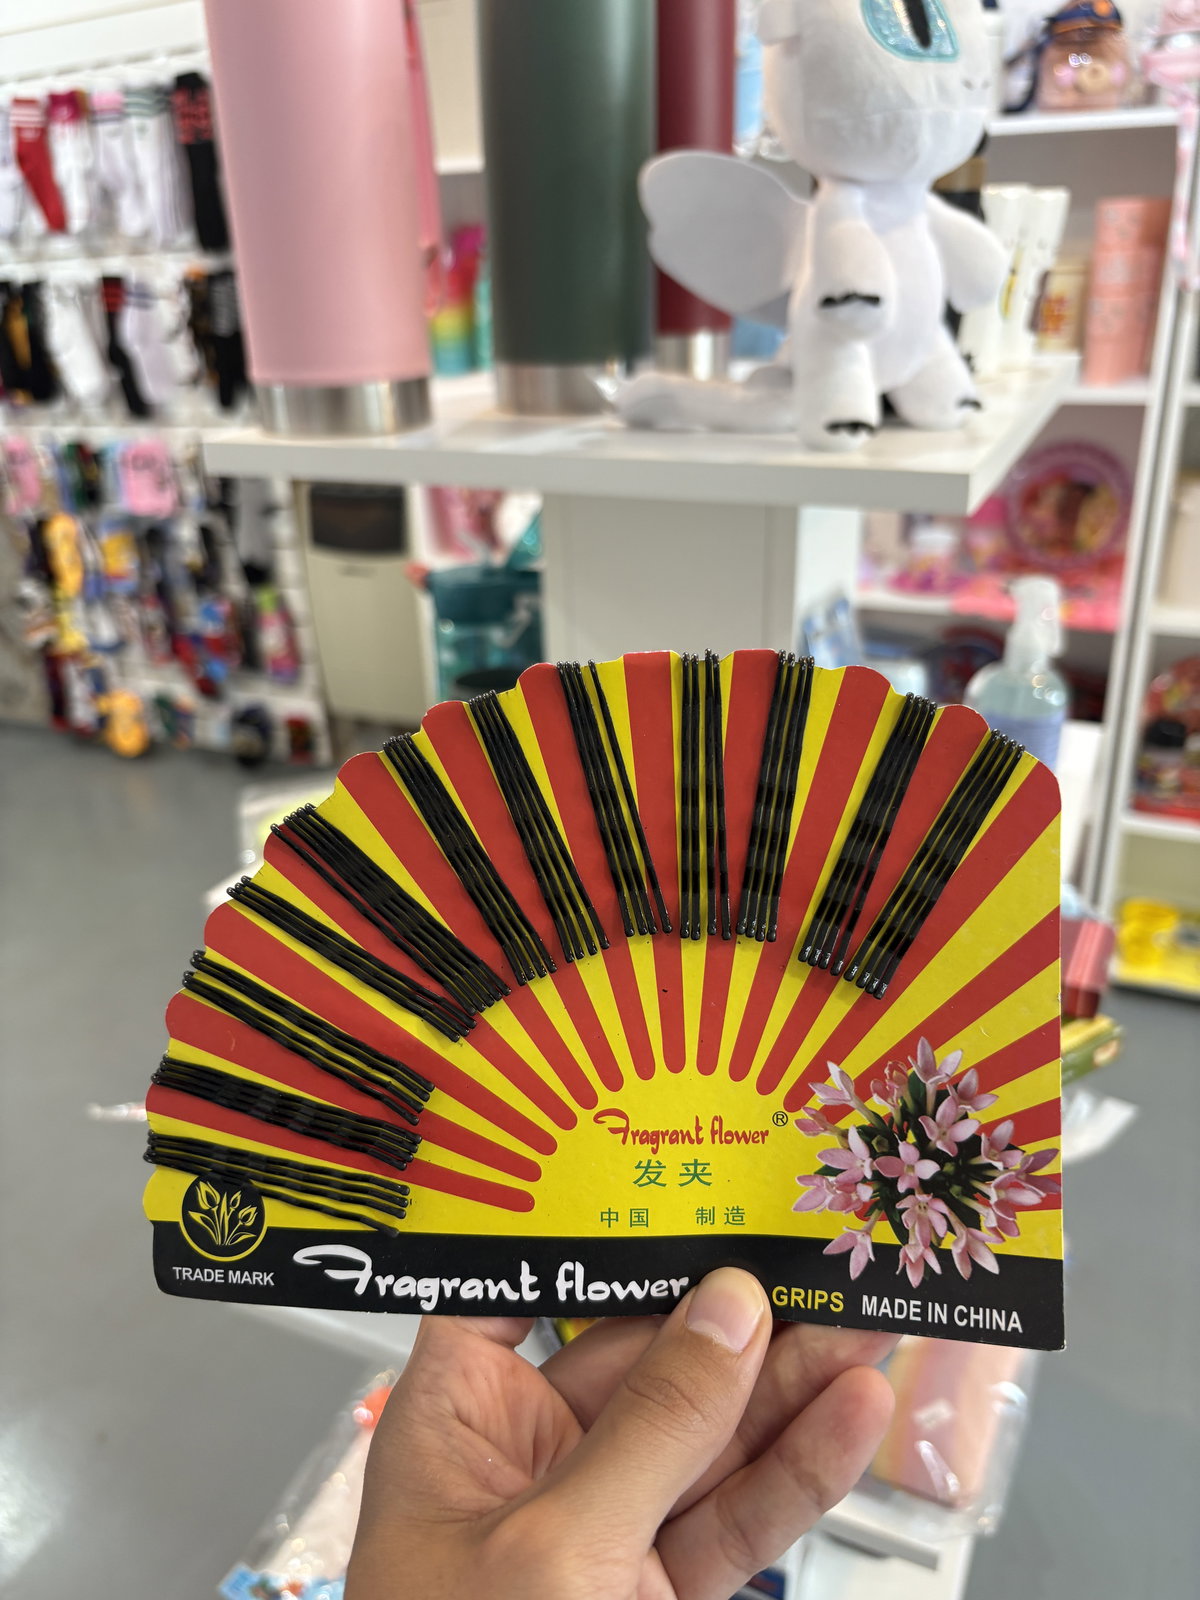 Fragrant flower®
发夹
中国 制造
TRADE MARK
Fragrant flower
GRIPS MADE IN CHINA